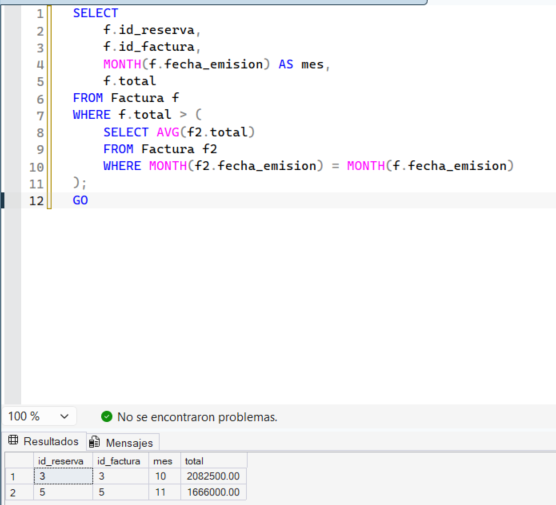 1 SELECT
2 f.id_reserva,
3 f.id_factura,
4 MONTH(f.fecha_emision) AS mes,
5 f.total
6 FROM Factura f
7 WHERE f.total > (
8 SELECT AVG(f2.total)
9 FROM Factura f2
10 WHERE MONTH(f2.fecha_emision) = MONTH(f.fecha_emision)
11 );
12 GO
100 % No se encontraron problemas.
Resultados Mensajes
id_reserva id_factura mes total
1 3 3 10 2082500.00
2 5 5 11 1666000.00